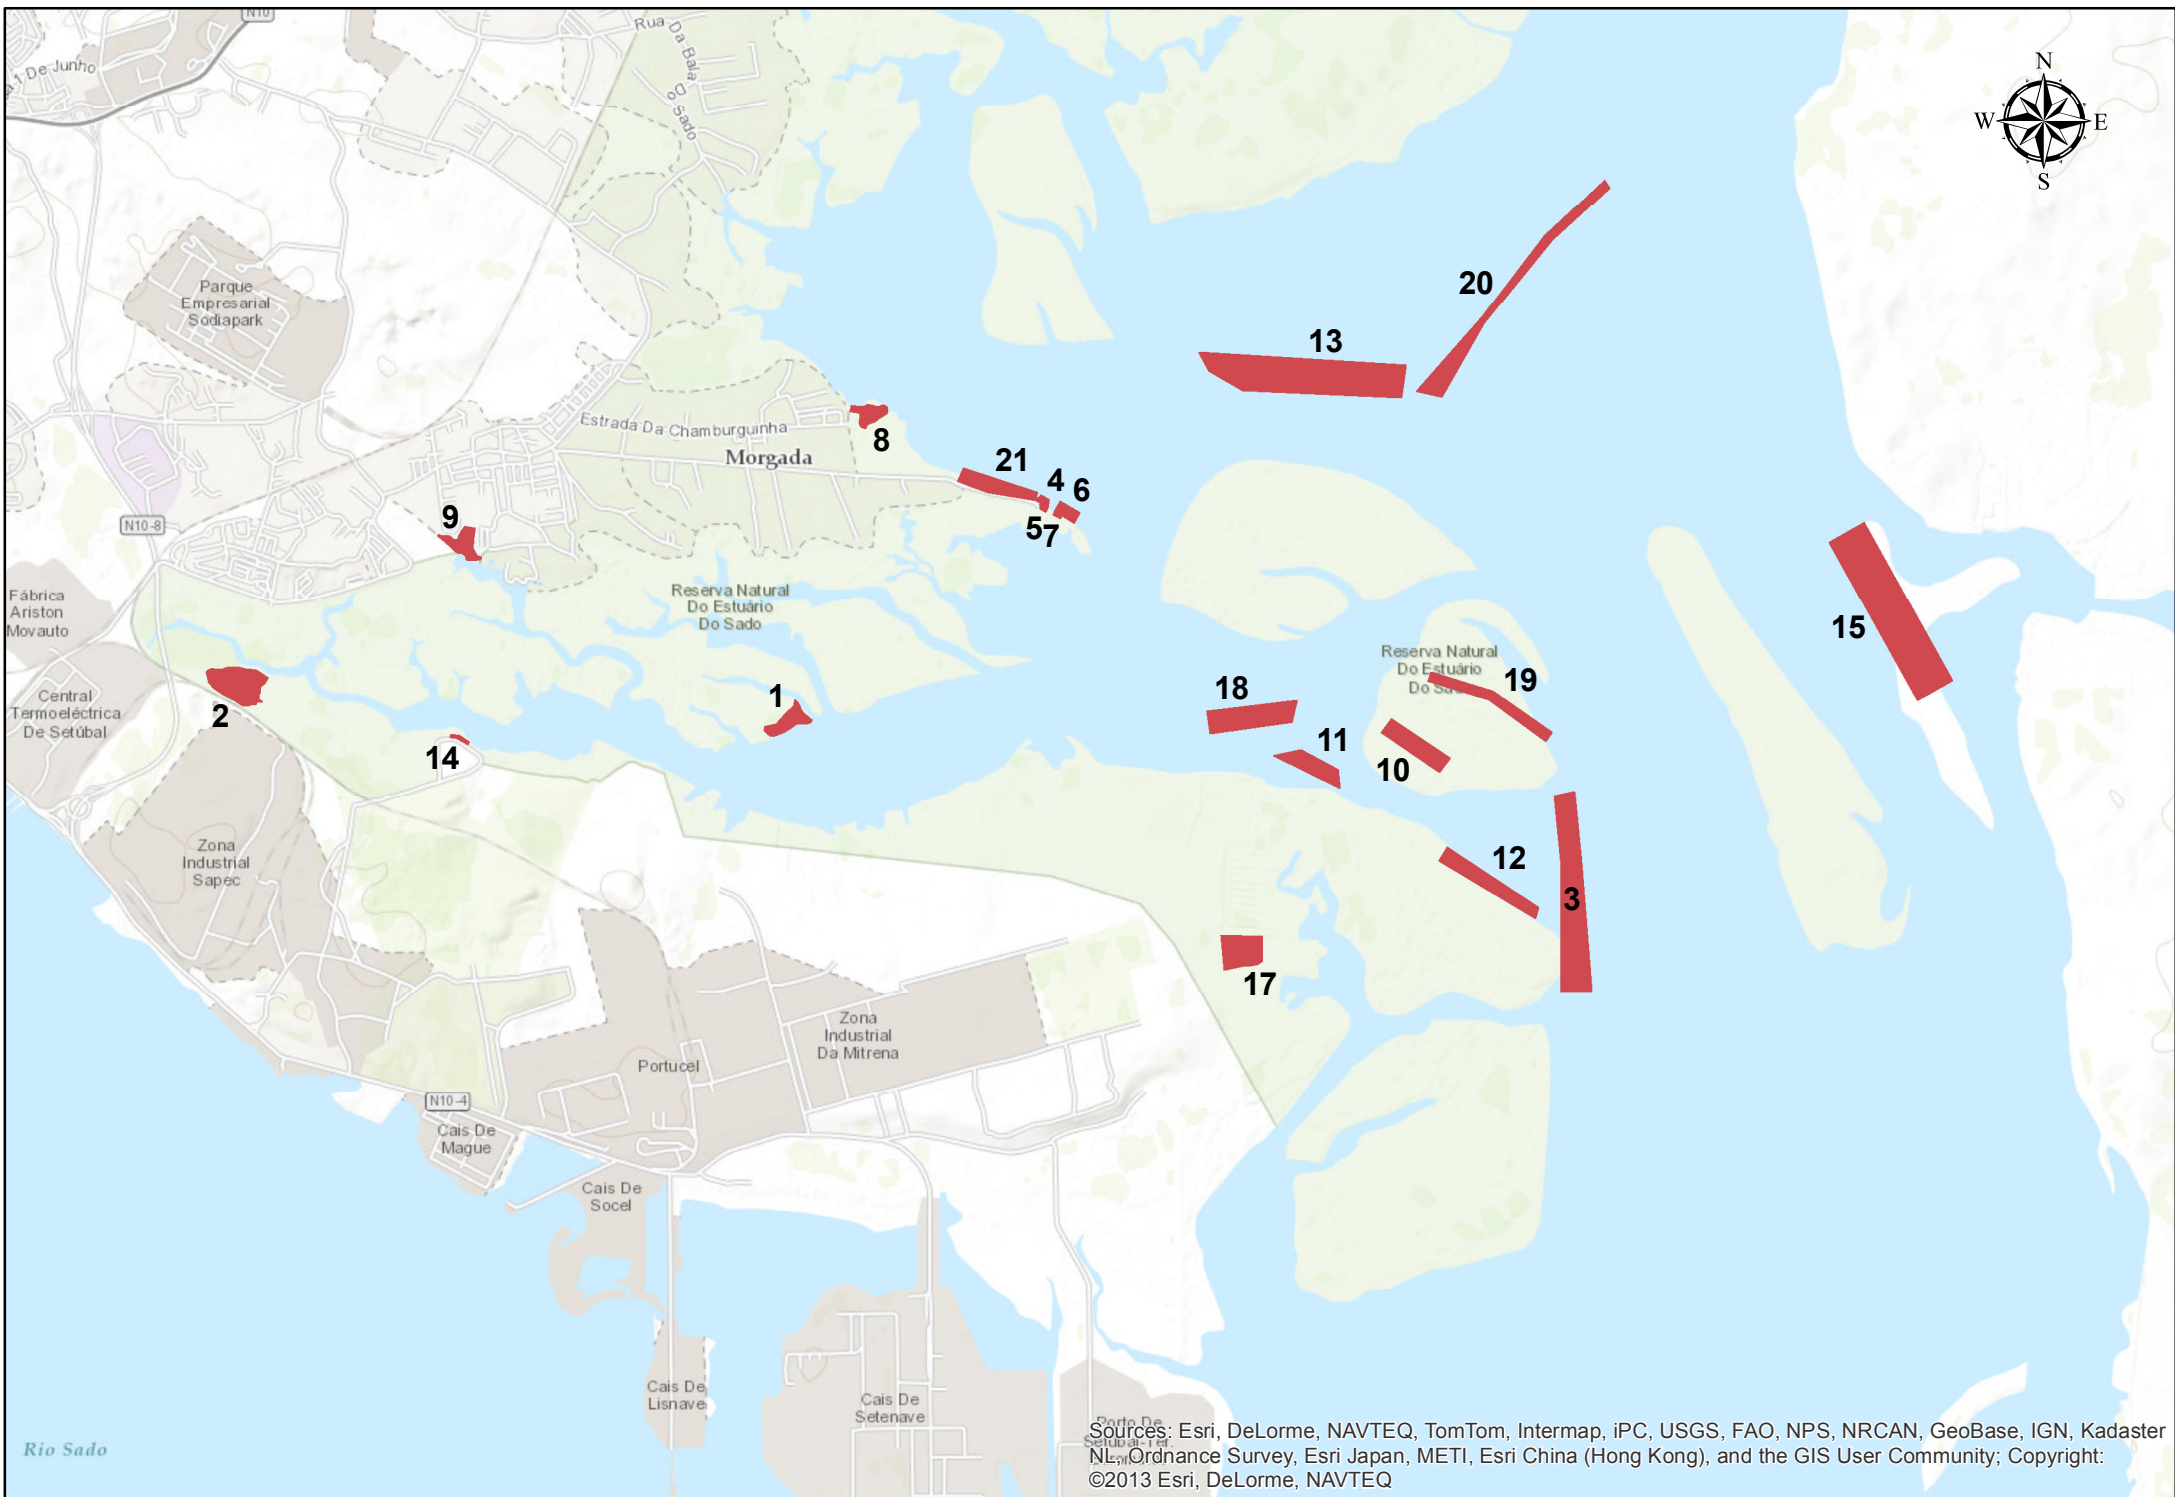 N10
Rua
Da Baia
Do
Sado
1 De Junho
N
W E
S
Parque
Empresarial
Sodiapark
20
13
Estrada Da Chamburguinha
8
Morgada
21
4
6
5
7
9
N10-8
Reserva Natural
Do Estuário
Do Sado
Fábrica
Ariston
Movauto
15
Reserva Natural
Do Estuário
Do
19
18
1
Central
Termoeléctrica
De Setúbal
2
14
11
10
12
3
Zona
Industrial
Sapec
17
Zona
Industrial
Da Mitrena
Portucel
N10-4
Cais De
Mague
Cais De
Socel
Cais De
Lisnave
Cais De
Setenave
Porto De
Rio Sado
Sources: Esri, DeLorme, NAVTEQ, TomTom, Intermap, iPC, USGS, FAO, NPS, NRCAN, GeoBase, IGN, Kadaster
NL, Ordnance Survey, Esri Japan, METI, Esri China (Hong Kong), and the GIS User Community; Copyright:
©2013 Esri, DeLorme, NAVTEQ